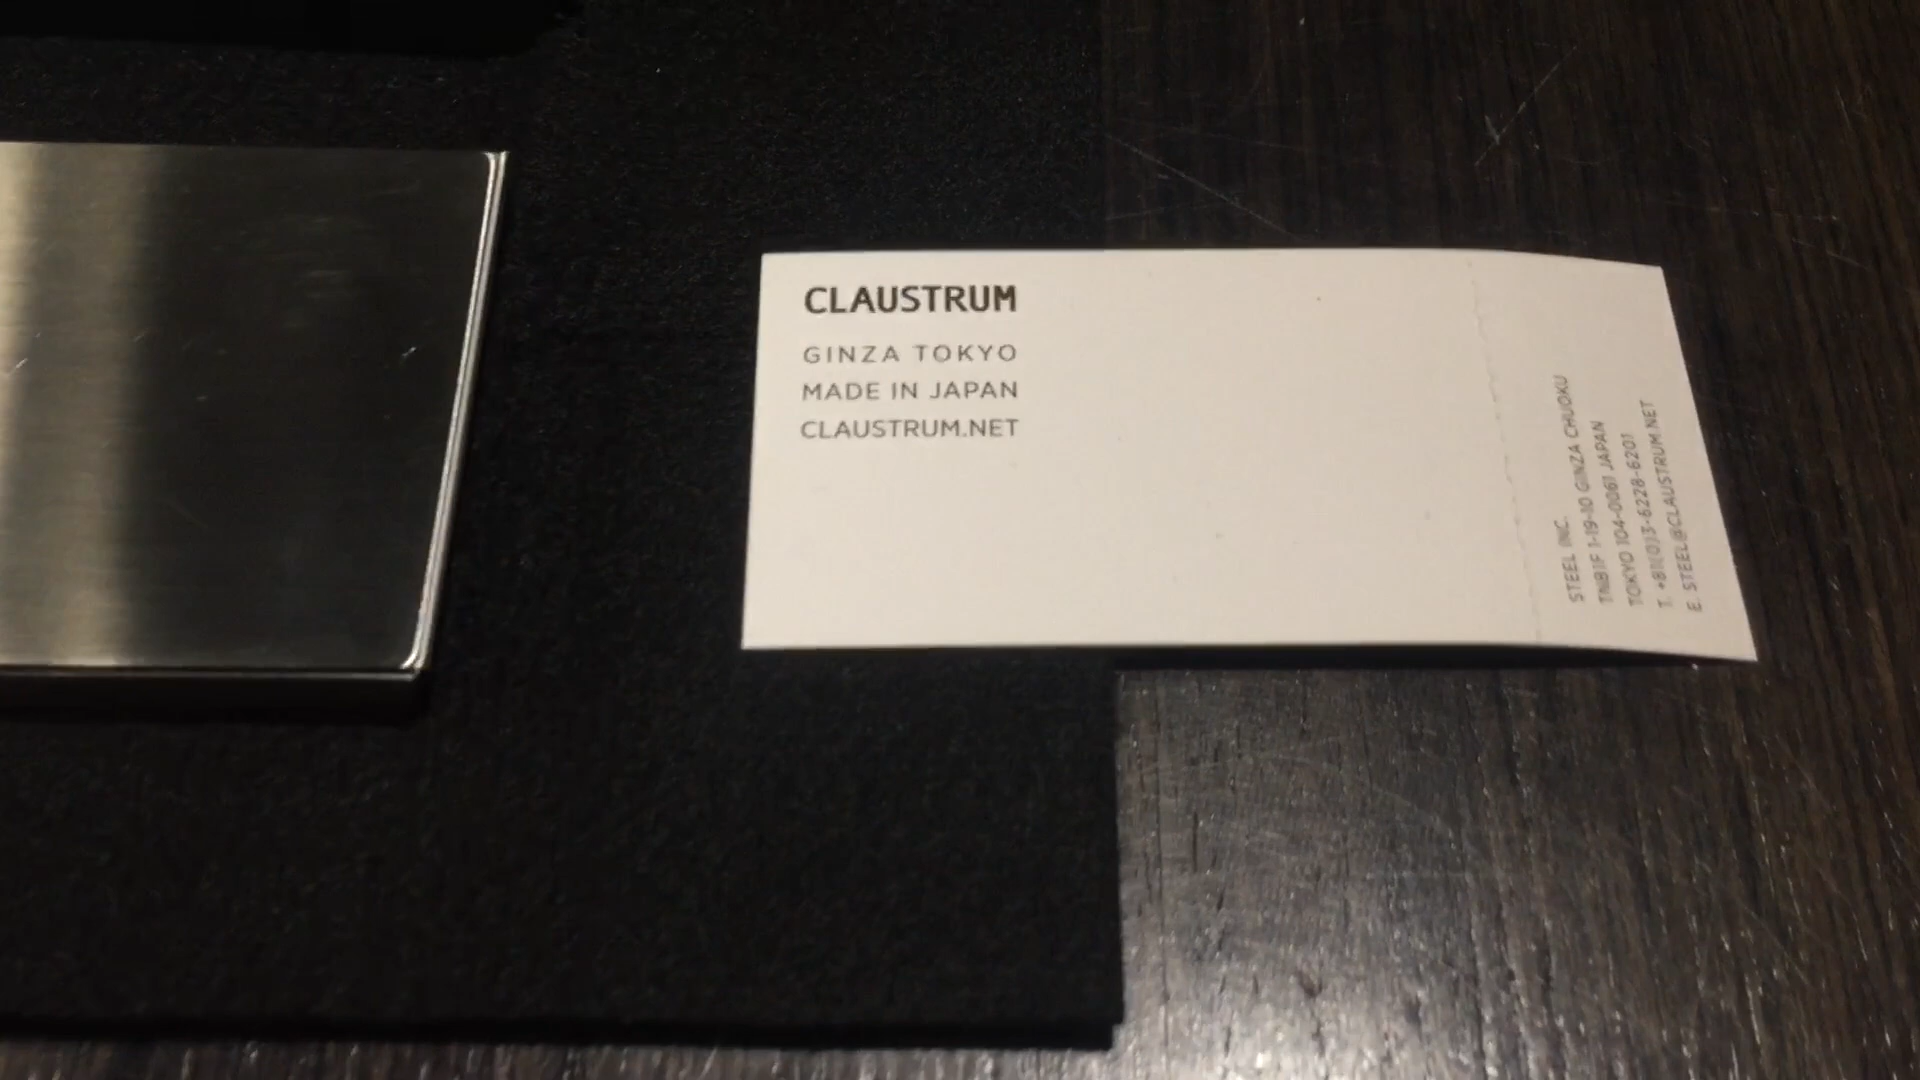 CLAUSTRUM
GINZA TOKYO
MADE IN JAPAN
CLAUSTRUM.NET
STEEL INC.
TNB1F 1-19-10 GINZA CHUOKU
TOKYO 104-0061 JAPAN
T. +81(0)3-6228-6201
E. STEEL@CLAUSTRUM.NET